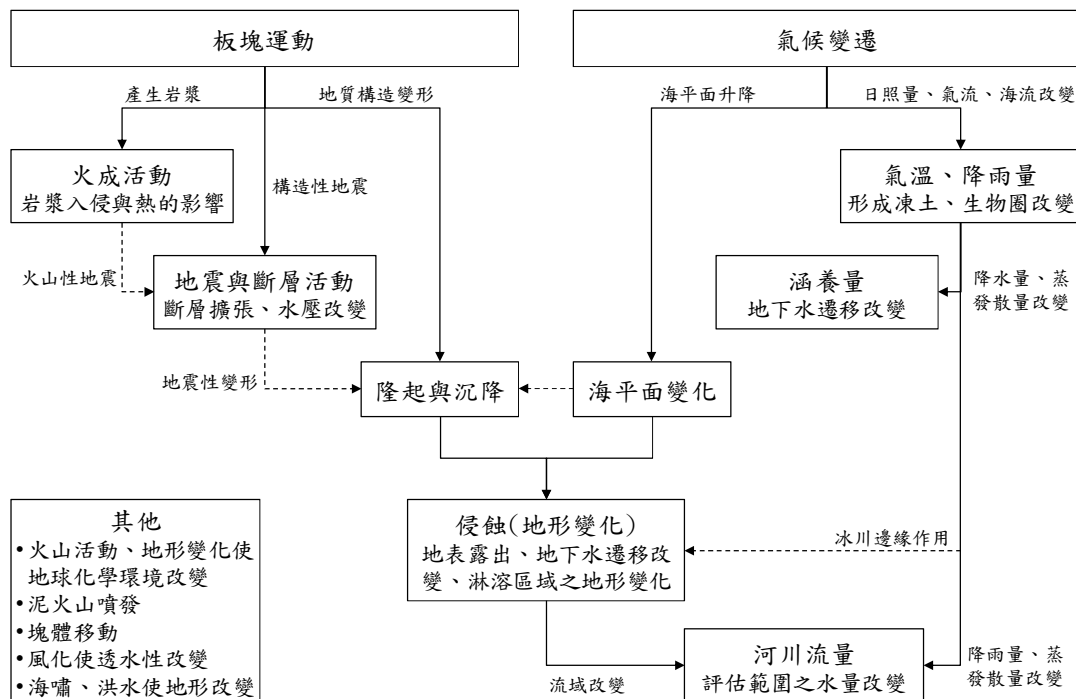 板塊運動
氣候變遷
產生岩漿
地質構造變形
海平面升降
日照量、氣流、海流改變
火成活動
岩漿入侵與熱的影響
構造性地震
氣溫、降雨量
形成凍土、生物圈改變
火山性地震
地震與斷層活動
斷層擴張、水壓改變
涵養量
地下水遷移改變
降水量、蒸
發散量改變
地震性變形
隆起與沉降
海平面變化
其他
•火山活動、地形變化使
地球化學環境改變
•泥火山噴發
•塊體移動
•風化使透水性改變
•海嘯、洪水使地形改變
侵蝕(地形變化)
地表露出、地下水遷移改
變、淋溶區域之地形變化
冰川邊緣作用
流域改變
河川流量
評估範圍之水量改變
降雨量、蒸
發散量改變